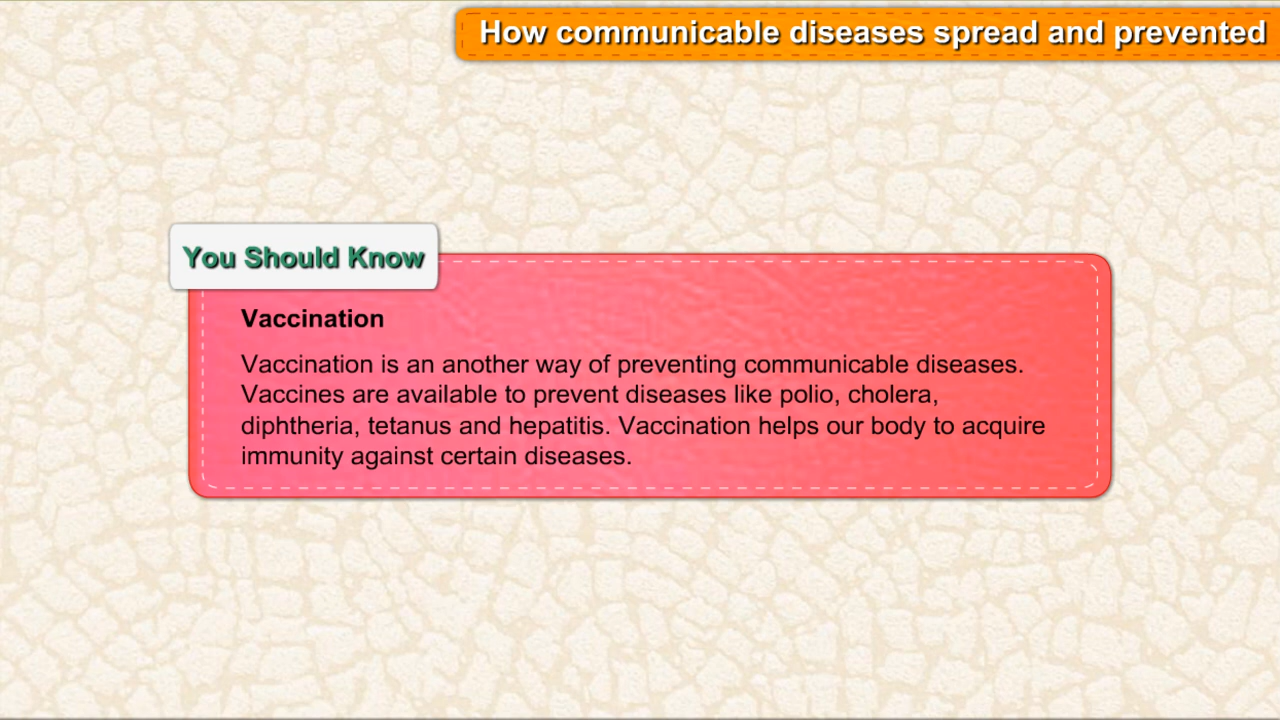 How communicable diseases spread and prevented
You Should Know
Vaccination
Vaccination is an another way of preventing communicable diseases.
Vaccines are available to prevent diseases like polio, cholera,
diphtheria, tetanus and hepatitis. Vaccination helps our body to acquire
immunity against certain diseases.